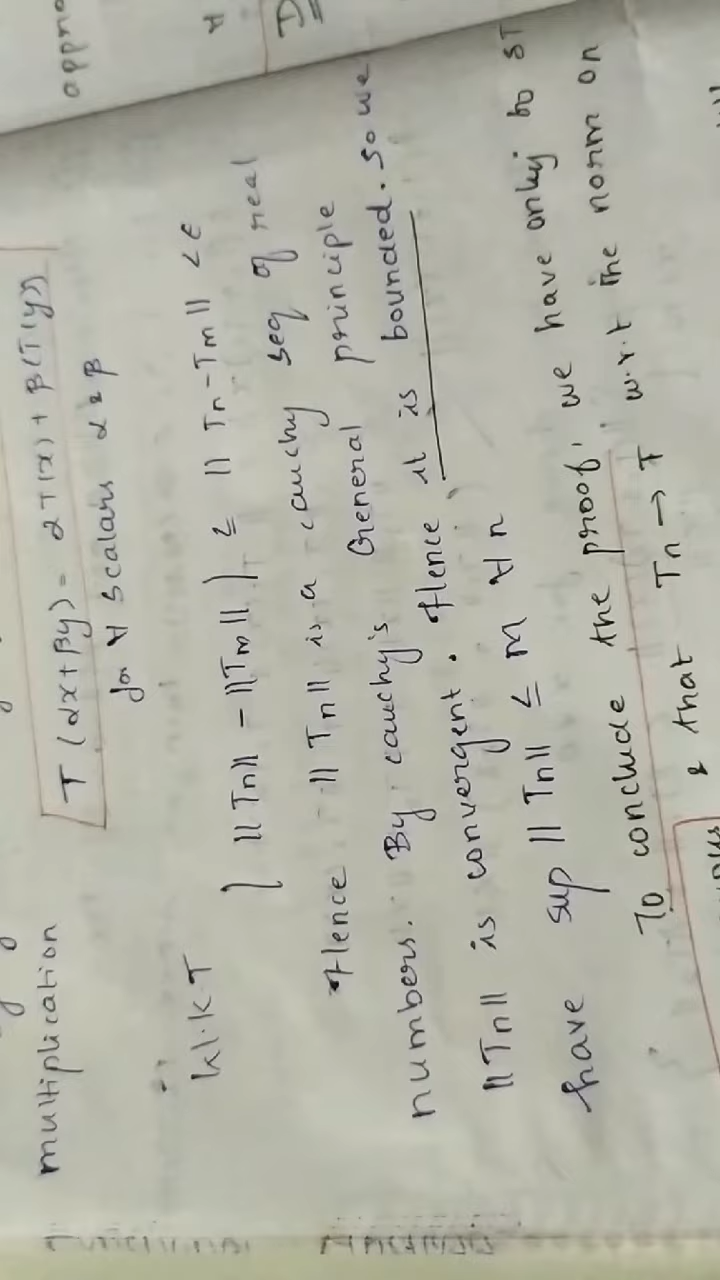 multiplication
T(αx+βy) = αT(x) + β(T(y))
for ∀ scalars α & β
W.K.T
| ||Tn|| - ||Tm|| | ≤ || Tn - Tm || < ε
Hence ||Tn|| is a cauchy seq of real
numbers. By cauchy's General principle
||Tn|| is convergent. Hence it is bounded. so we
have sup ||Tn|| ≤ M ∀ n
To conclude the proof, we have only to ST
& that Tn → T w.r.t the norm on